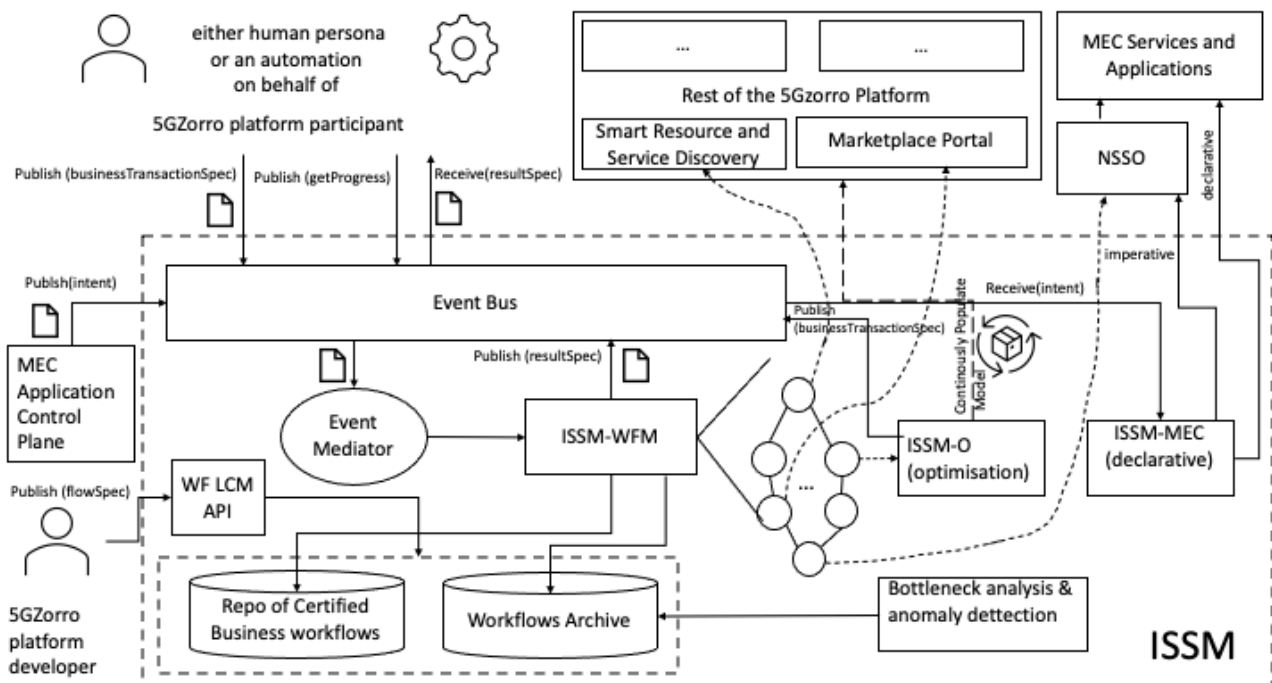 either human persona
or an automation
on behalf of
5GZorro platform participant
...
...
Rest of the 5Gzorro Platform
Smart Resource and
Service Discovery
Marketplace Portal
MEC Services and
Applications
NSSO
declarative
imperative
Publish (businessTransactionSpec)
Publish (getProgress)
Receive(resultSpec)
Publsh(intent)
Event Bus
Receive(intent)
Publish
(businessTransactionSpec)
Continously Populate
Model
MEC
Application
Control
Plane
Publish (resultSpec)
Event
Mediator
ISSM-WFM
...
ISSM-O
(optimisation)
ISSM-MEC
(declarative)
Publish (flowSpec)
WF LCM
API
5GZorro
platform
developer
Repo of Certified
Business workflows
Workflows Archive
Bottleneck analysis &
anomaly dettection
ISSM